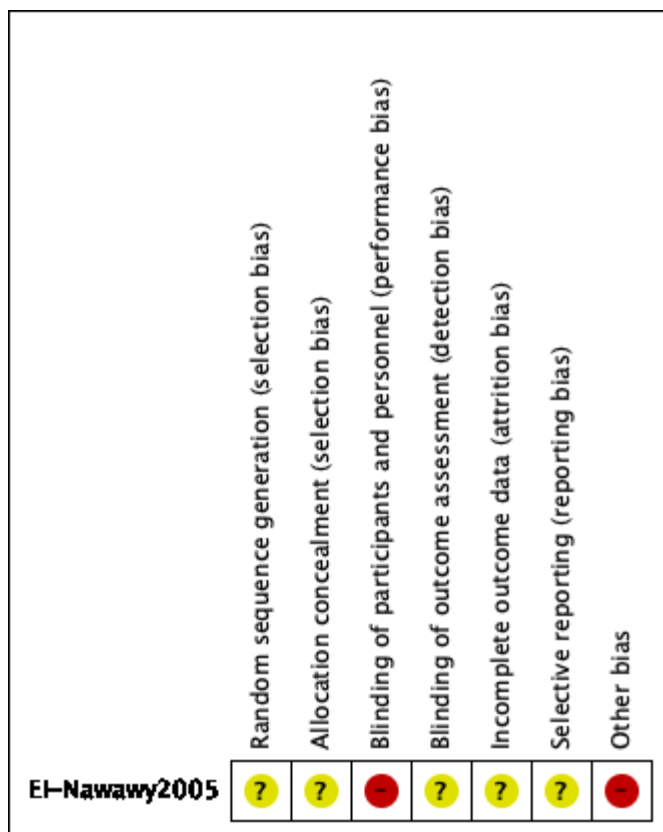 Random sequence generation (selection bias)
Allocation concealment (selection bias)
Blinding of participants and personnel (performance bias)
Blinding of outcome assessment (detection bias)
Incomplete outcome data (attrition bias)
Selective reporting (reporting bias)
Other bias
El-Nawawy2005 ? ? - ? ? ? -